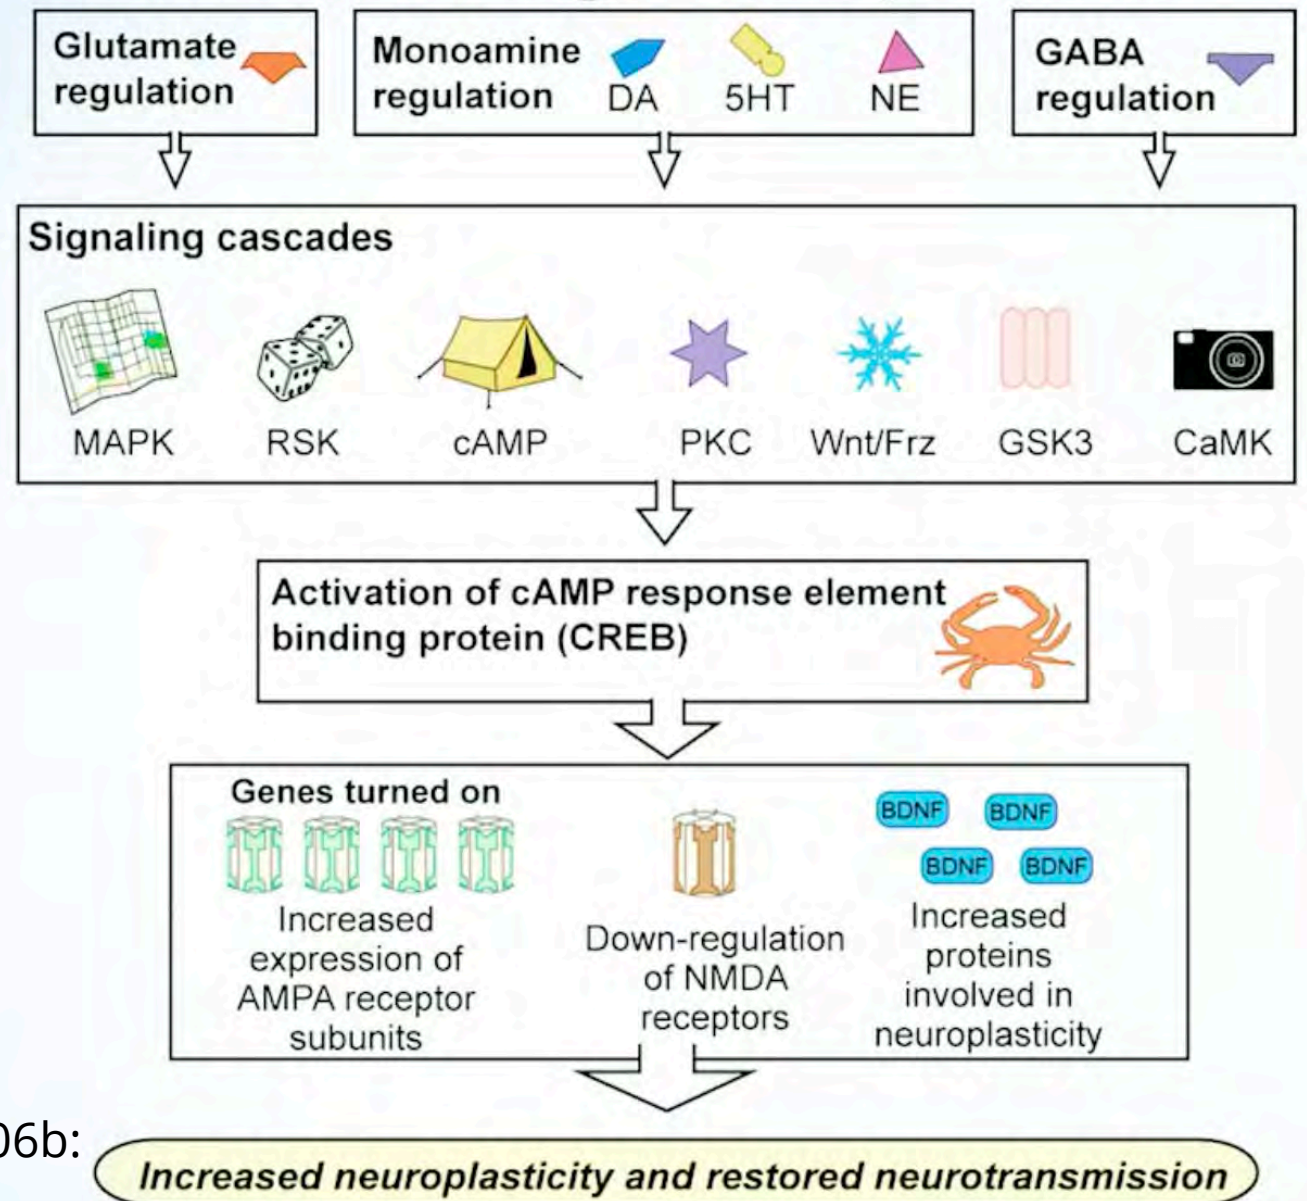 Glutamate
regulation
Monoamine
regulation
DA
5HT
NE
GABA
regulation
Signaling cascades
MAPK
RSK
cAMP
PKC
Wnt/Frz
GSK3
CaMK
Activation of cAMP response element
binding protein (CREB)
Genes turned on
Increased
expression of
AMPA receptor
subunits
Down-regulation
of NMDA
receptors
BDNF
BDNF
BDNF
BDNF
Increased
proteins
involved in
neuroplasticity
06b:
Increased neuroplasticity and restored neurotransmission